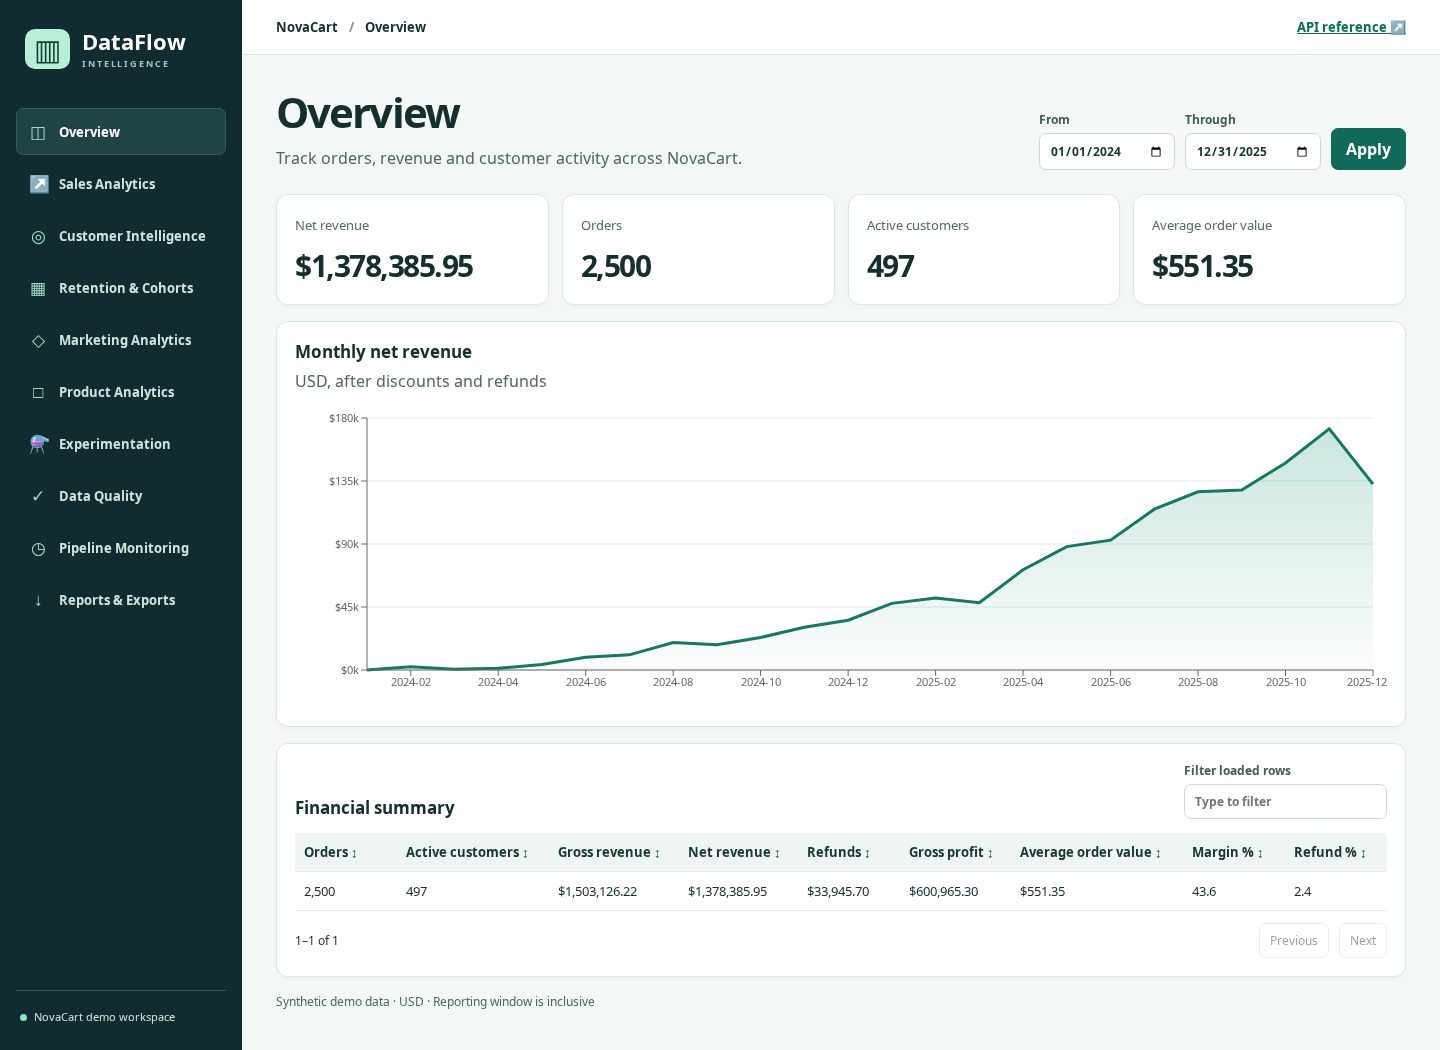 DataFlow
INTELLIGENCE
Overview
Sales Analytics
Customer Intelligence
Retention & Cohorts
Marketing Analytics
Product Analytics
Experimentation
Data Quality
Pipeline Monitoring
Reports & Exports
NovaCart demo workspace
NovaCart / Overview
API reference ↗
Overview
Track orders, revenue and customer activity across NovaCart.
From
01/01/2024
Through
12/31/2025
Apply
Net revenue
$1,378,385.95
Orders
2,500
Active customers
497
Average order value
$551.35
Monthly net revenue
USD, after discounts and refunds
$180k
$135k
$90k
$45k
$0k
2024-02 2024-04 2024-06 2024-08 2024-10 2024-12 2025-02 2025-04 2025-06 2025-08 2025-10 2025-12
Filter loaded rows
Type to filter
Financial summary
Orders ↕ Active customers ↕ Gross revenue ↕ Net revenue ↕ Refunds ↕ Gross profit ↕ Average order value ↕ Margin % ↕ Refund % ↕
2,500 497 $1,503,126.22 $1,378,385.95 $33,945.70 $600,965.30 $551.35 43.6 2.4
1–1 of 1
Previous Next
Synthetic demo data · USD · Reporting window is inclusive